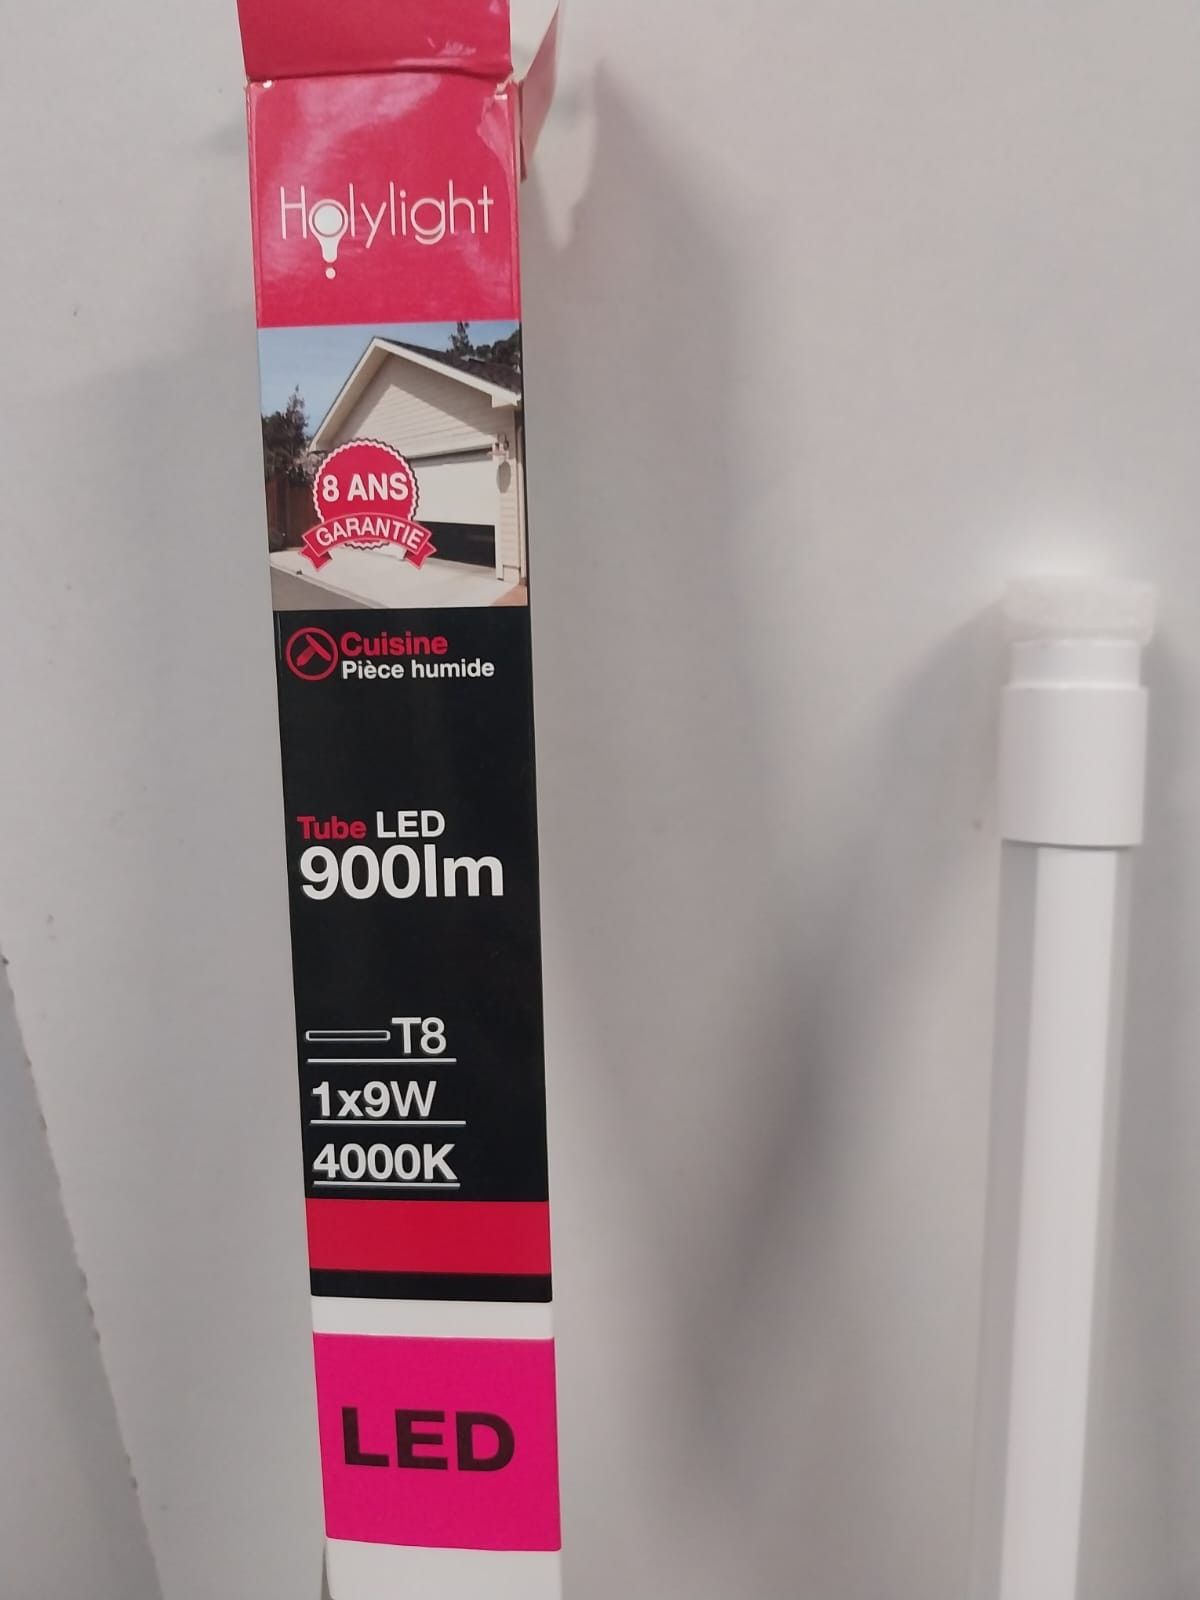 Holylight
8 ANS
GARANTIE
Cuisine
Pièce humide
Tube LED
900lm
T8
1x9W
4000K
LED